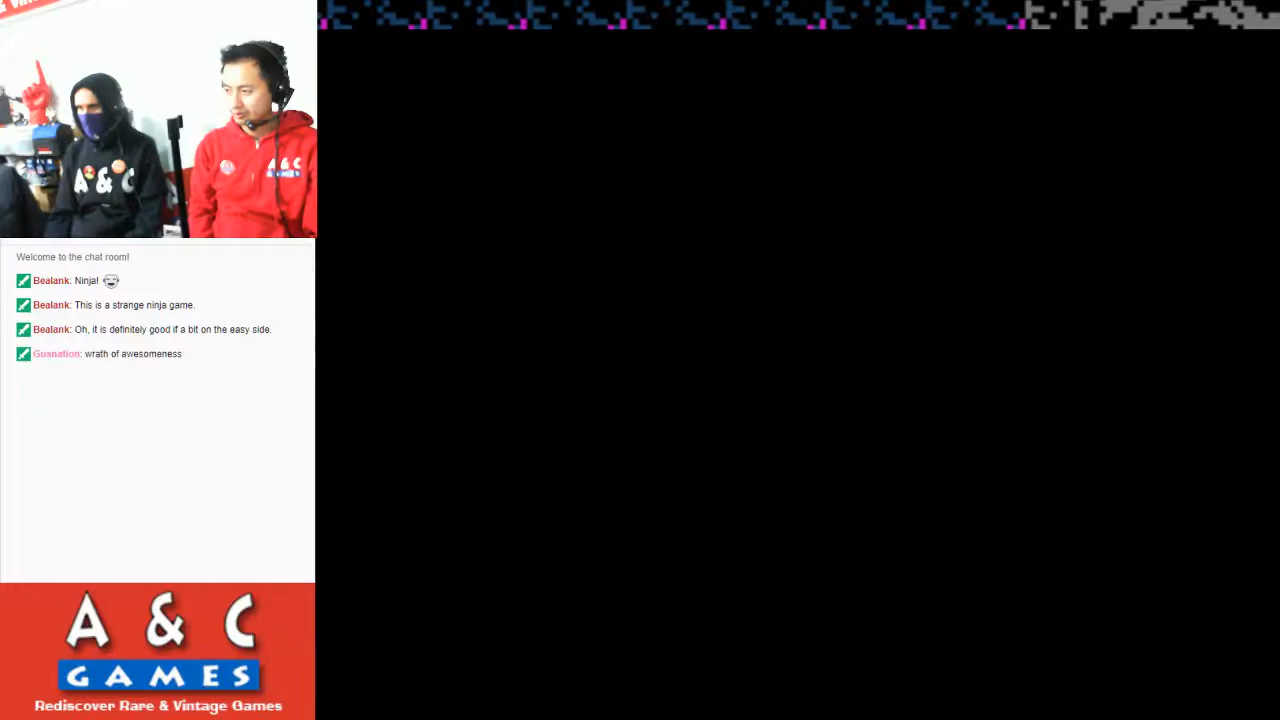 A & C
A & C
GAMES
Welcome to the chat room!
Bealank: Ninja!
Bealank: This is a strange ninja game.
Bealank: Oh, it is definitely good if a bit on the easy side.
Gusnation: wrath of awesomeness
A & C
GAMES
Rediscover Rare & Vintage Games